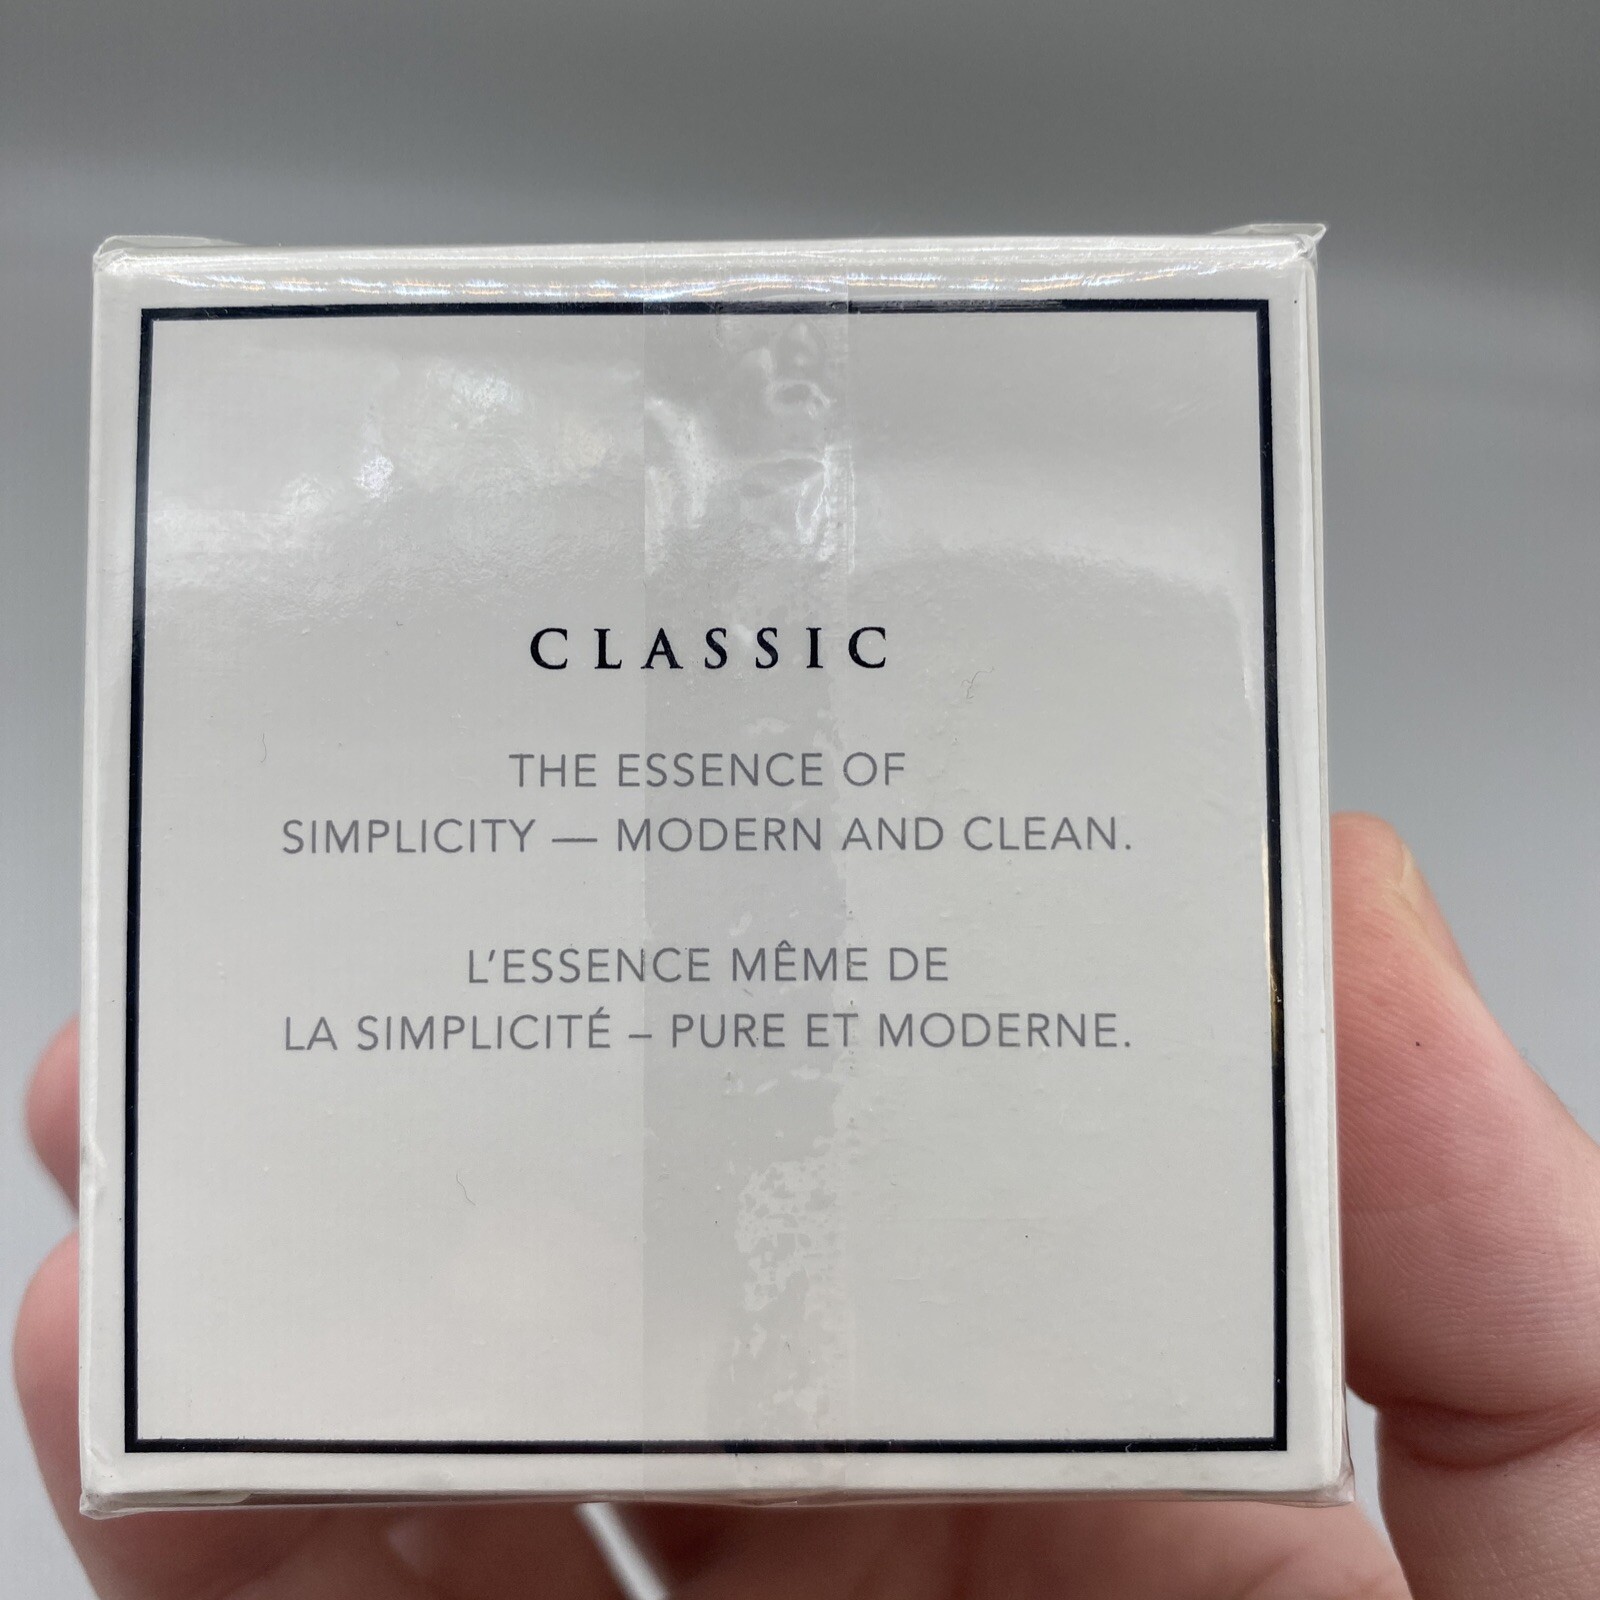 CLASSIC
THE ESSENCE OF
SIMPLICITY — MODERN AND CLEAN.
L'ESSENCE MÊME DE
LA SIMPLICITÉ – PURE ET MODERNE.